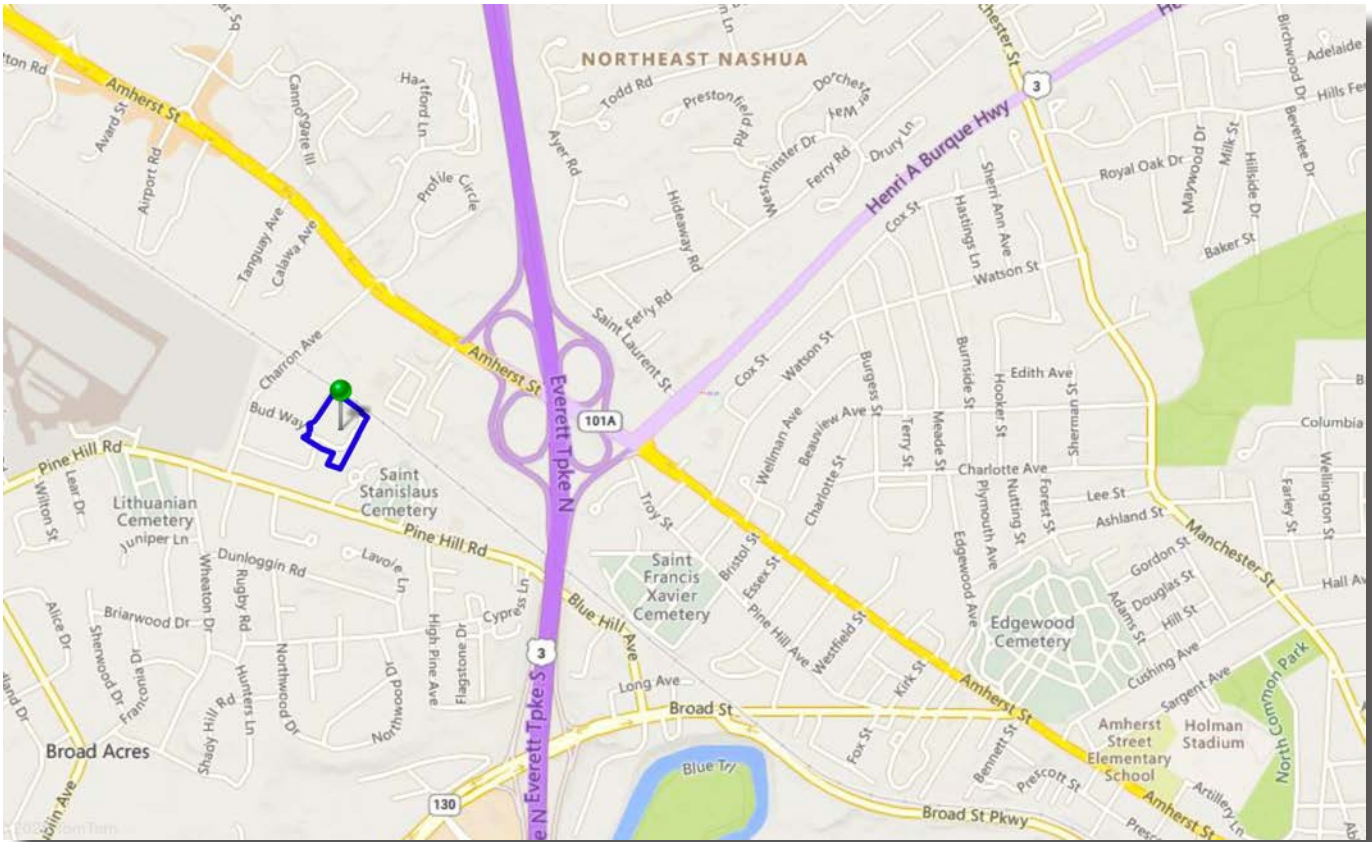 NORTHEAST NASHUA
Amherst St
Avard St
Airport Rd
Cannongate III
Hartford Ln
Profile Circle
Tanguay Ave
Calawa Ave
Charron Ave
Bud Way
Amherst St
Ayer Rd
Todd Rd
Prestonfield Rd
Dorchester Way
Westminster Dr
Ferry Rd
Drury Ln
Hideaway Rd
Ferry Rd
Saint Laurent St
Henri A Burque Hwy
3
Cox St
Sherri Ann Ave
Hastings Ln
Watson St
Royal Oak Dr
Maywood Dr
Milk St
Hillside Dr
Baker St
Birchwood Dr
Beverlee Dr
Adelaide
Everett Tpke N
101A
Cox St
Watson St
Burgess St
Burnside St
Hooker St
Edith Ave
Sherman St
Wellman Ave
Beauview Ave
Terry St
Meade St
Charlotte St
Charlotte Ave
Plymouth Ave
Nutting St
Forest St
Lee St
Ashland St
Columbia
Farley St
Wellington St
Manchester St
Pine Hill Rd
Wilton St
Lear Dr
Lithuanian
Cemetery
Juniper Ln
Saint
Stanislaus
Cemetery
Pine Hill Rd
Dunloggin Rd
Lavoie Ln
Wheaton Dr
Rugby Rd
Briarwood Dr
Alice Dr
Sherwood Dr
Franconia Dr
Shady Hill Rd
Hunters Ln
Northwood Dr
Northwood Dr
High Pine Ave
Flagstone Dr
Cypress Ln
Blue Hill Ave
3
Everett Tpke S
Troy St
Saint
Francis
Xavier
Cemetery
Bristol St
Essex St
Pine Hill Ave
Westfield St
Kirk St
Edgewood Ave
Edgewood
Cemetery
Gordon St
Douglas St
Adams St
Hill St
Cushing Ave
Sargent Ave
Amherst St
Long Ave
Broad St
Fox St
Bennett St
Prescott St
Amherst
Street
Elementary
School
Holman
Stadium
North Common Park
Artillery Ln
Amherst St
Broad Acres
130
Everett Tpke N
Blue Trl
Broad St Pkwy